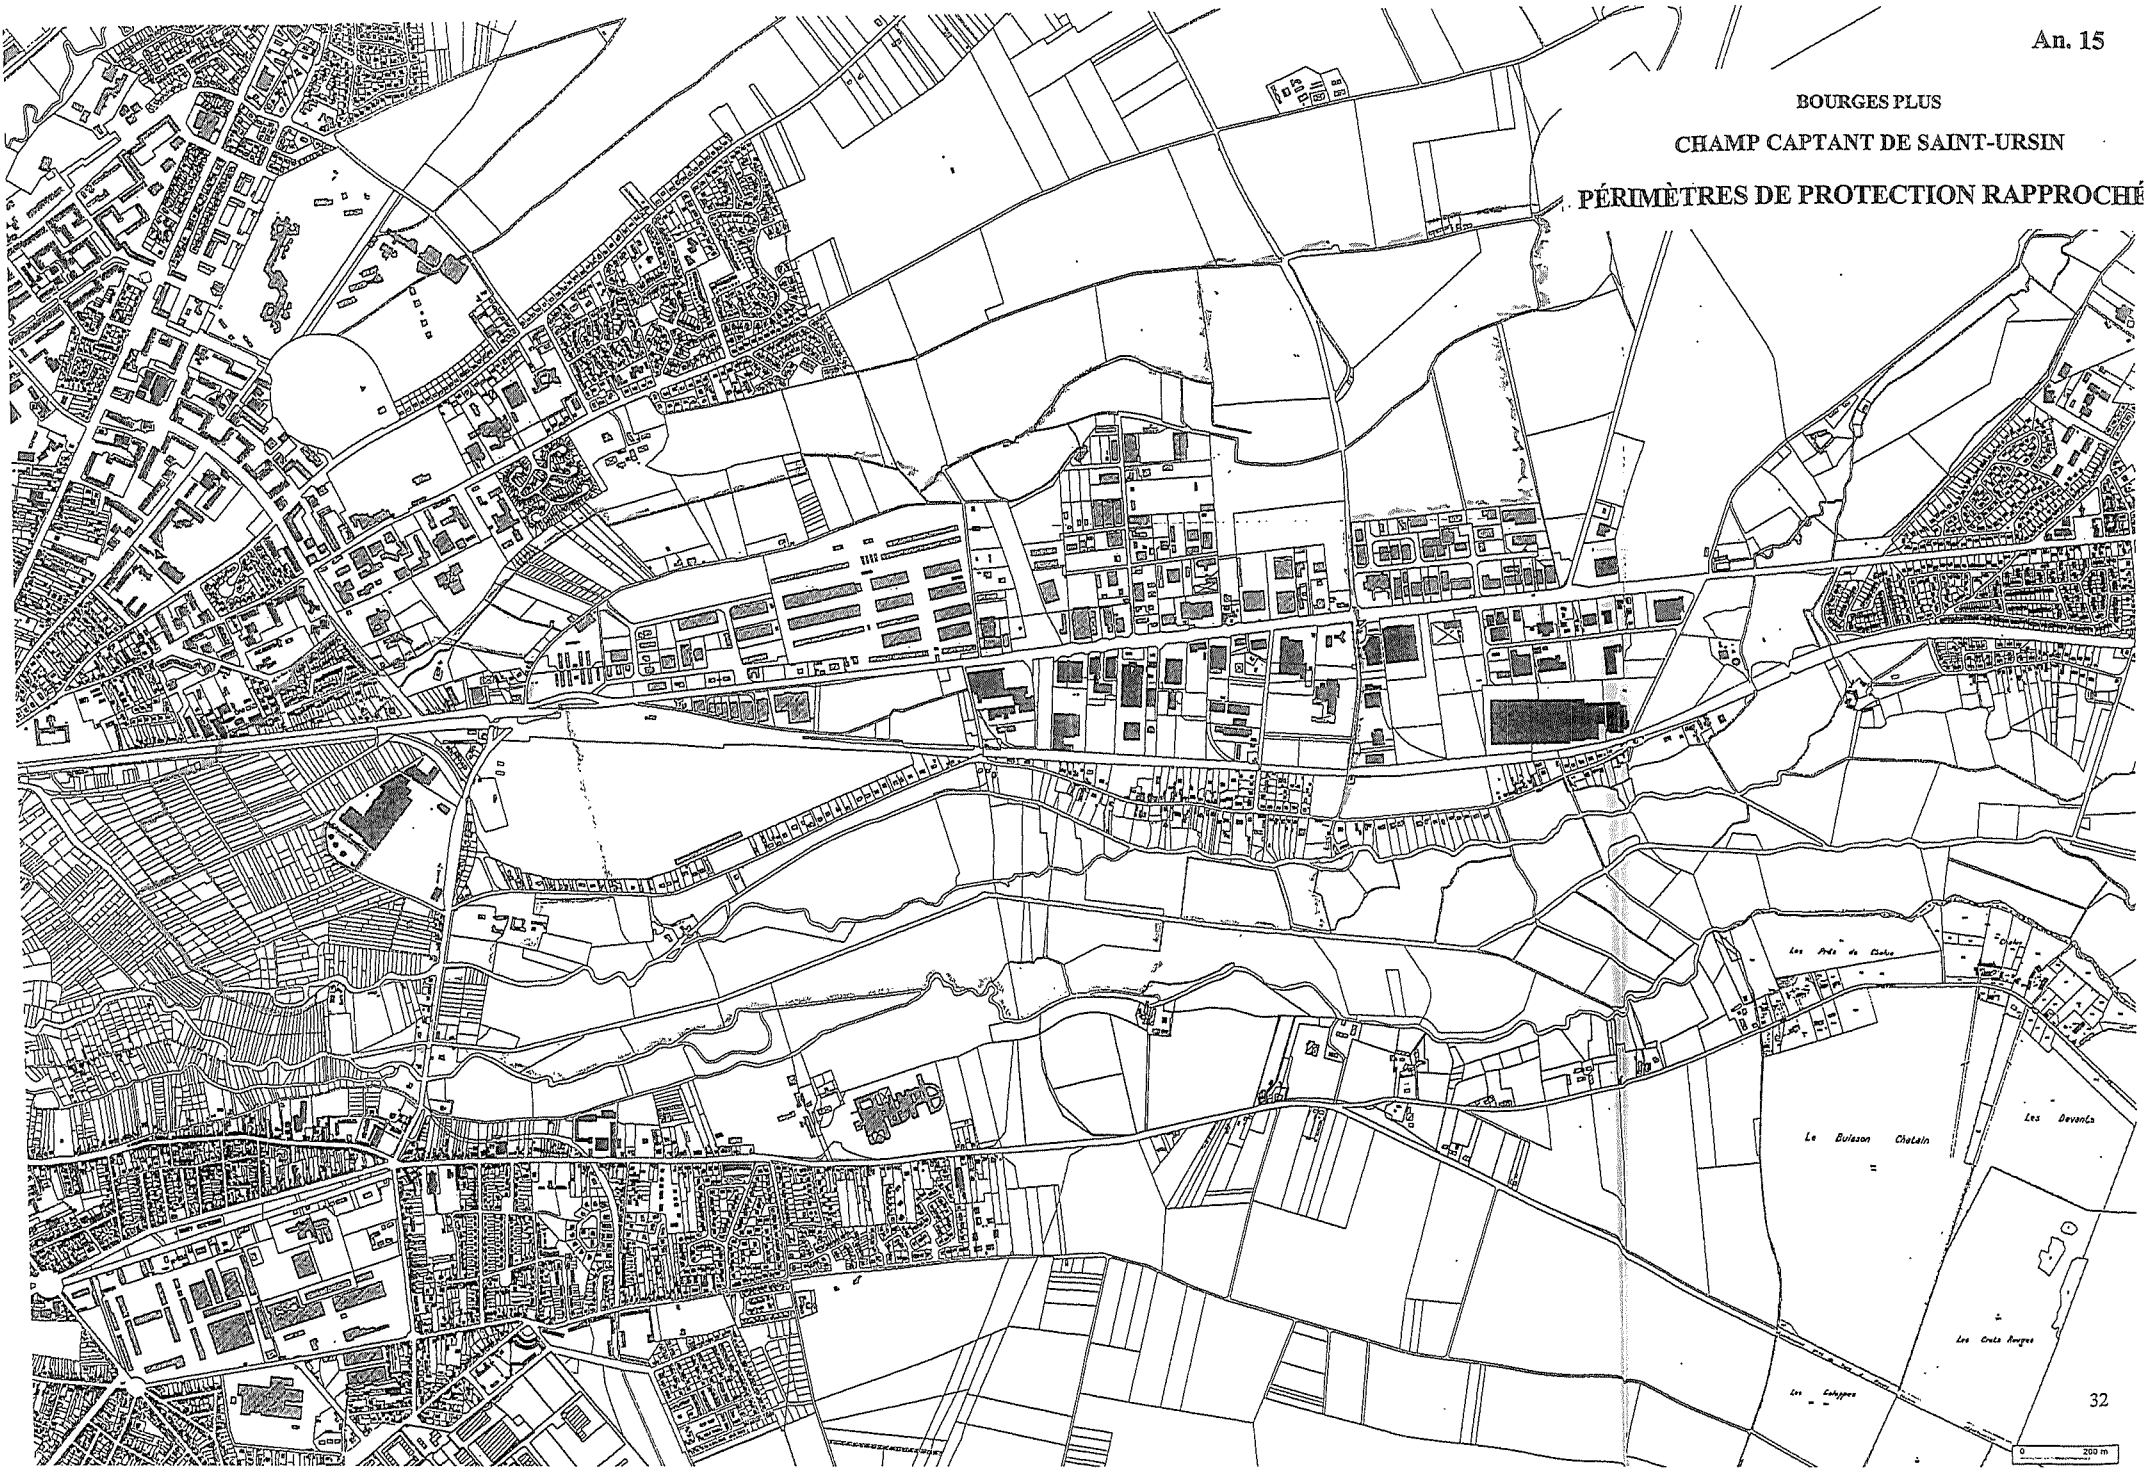 An. 15
BOURGES PLUS
CHAMP CAPTANT DE SAINT-URSIN
PÉRIMÈTRES DE PROTECTION RAPPROCHÉ
Les Prés de Chalus
Le Buisson Chatain
Les Devants
Les Crots Rouges
Les
32
0 200 m